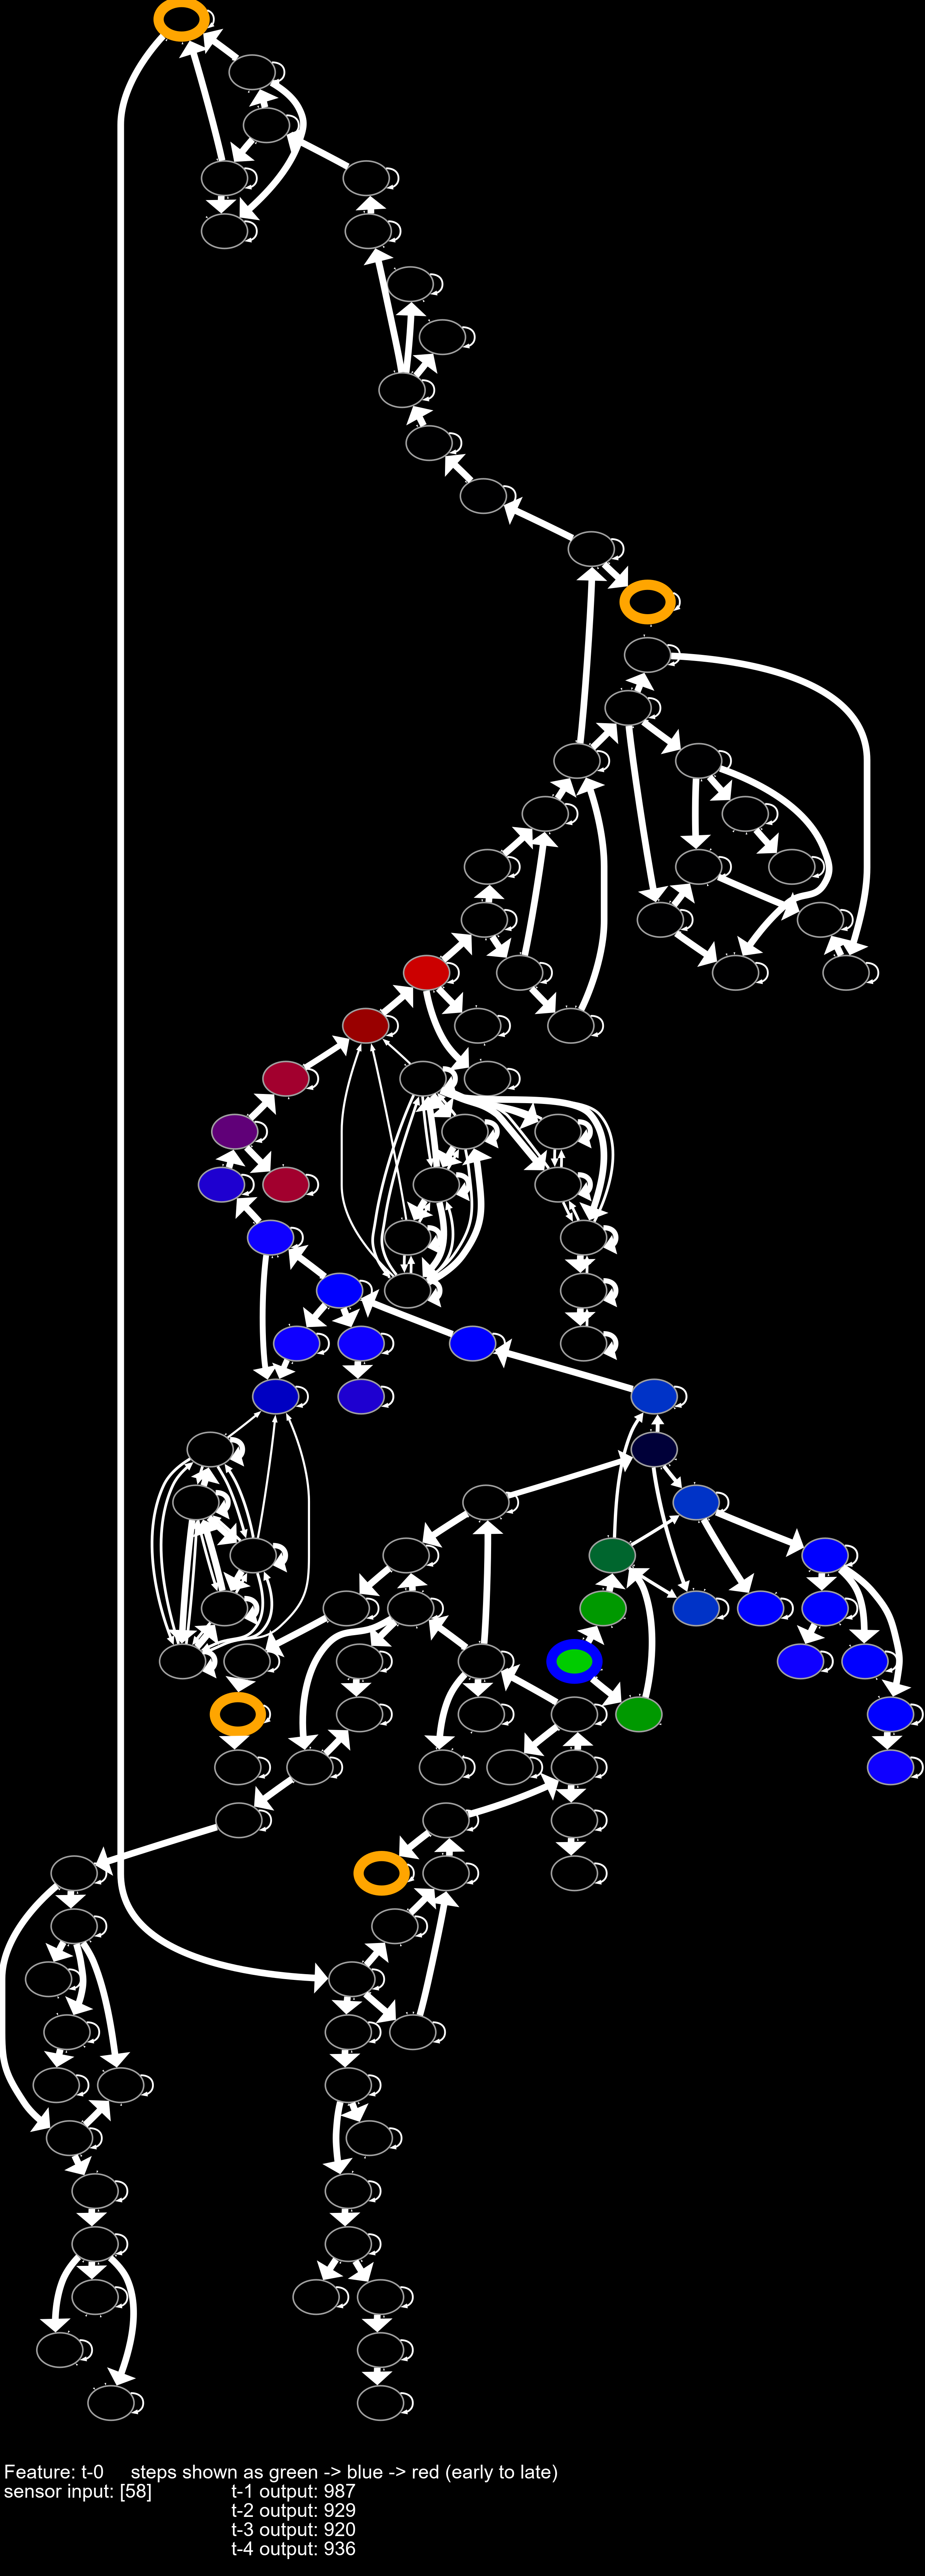 Feature: t-0 steps shown as green -> blue -> red (early to late)
sensor input: [58] t-1 output: 987
t-2 output: 929
t-3 output: 920
t-4 output: 936